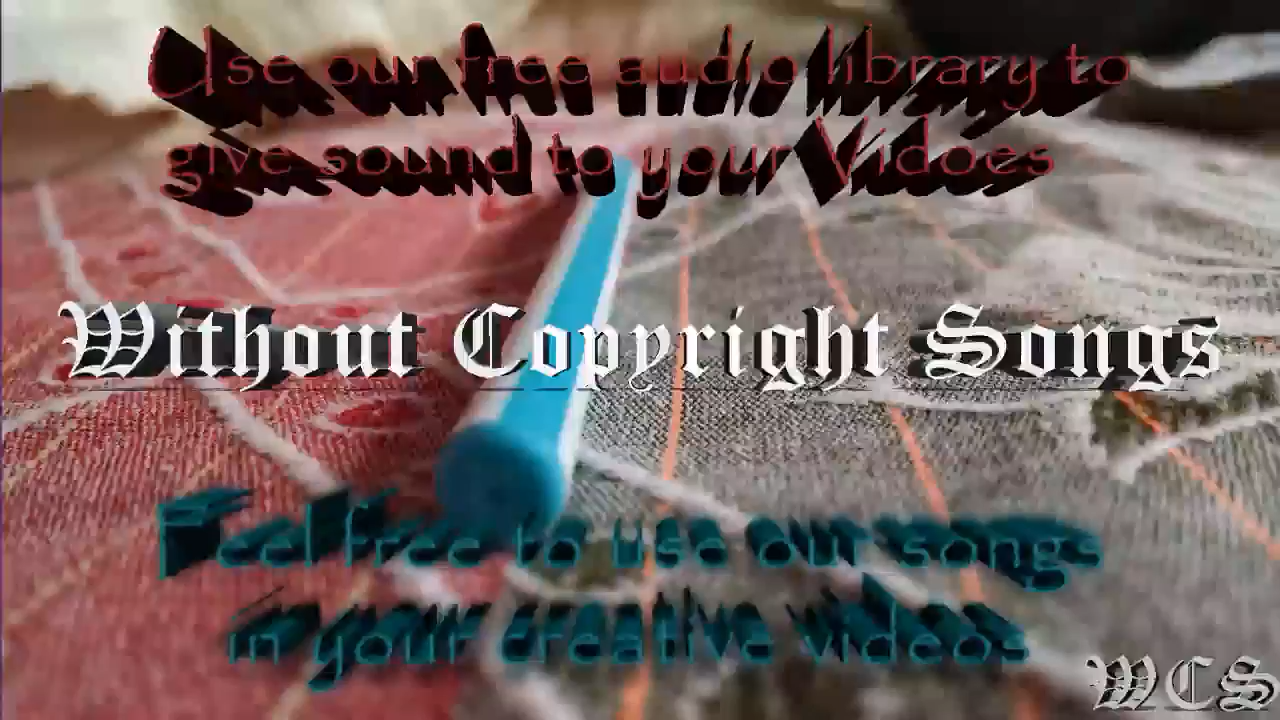 Use our free audio library to
give sound to your Vidoes
Without Copyright Songs
Feel free to use our songs
in your creative videos
WCS